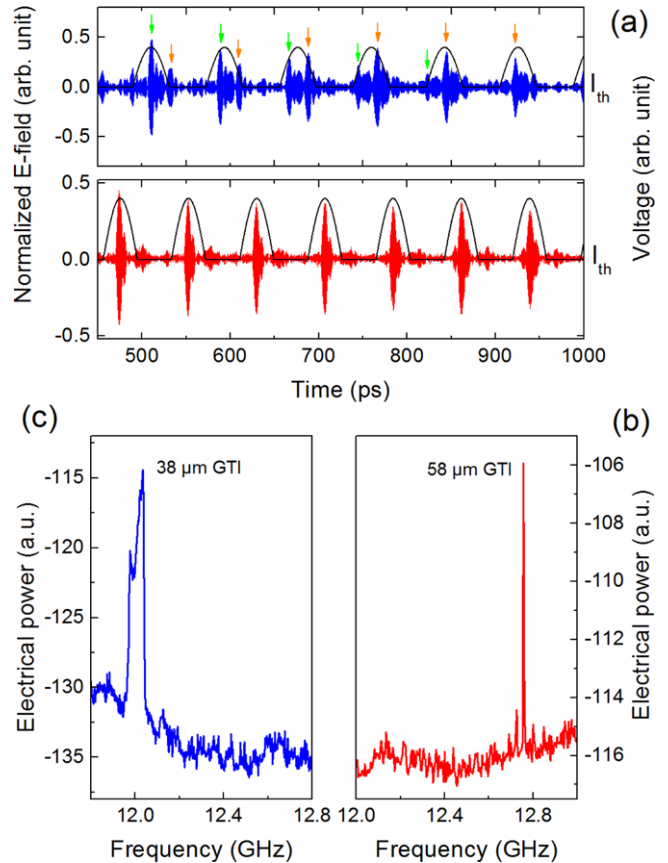 (a)
Normalized E-field (arb. unit)
Voltage (arb. unit)
0.5
0.0
-0.5
I_th
0.5
0.0
-0.5
I_th
500 600 700 800 900 1000
Time (ps)
(c)
(b)
38 µm GTI
58 µm GTI
Electrical power (a.u.)
-115
-120
-125
-130
-135
-106
-108
-110
-112
-114
-116
Electrical power (a.u.)
12.0 12.4 12.8
12.0 12.4 12.8
Frequency (GHz)
Frequency (GHz)